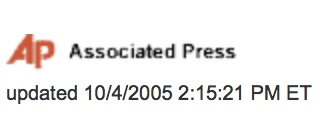 AP Associated Press
updated 10/4/2005 2:15:21 PM ET